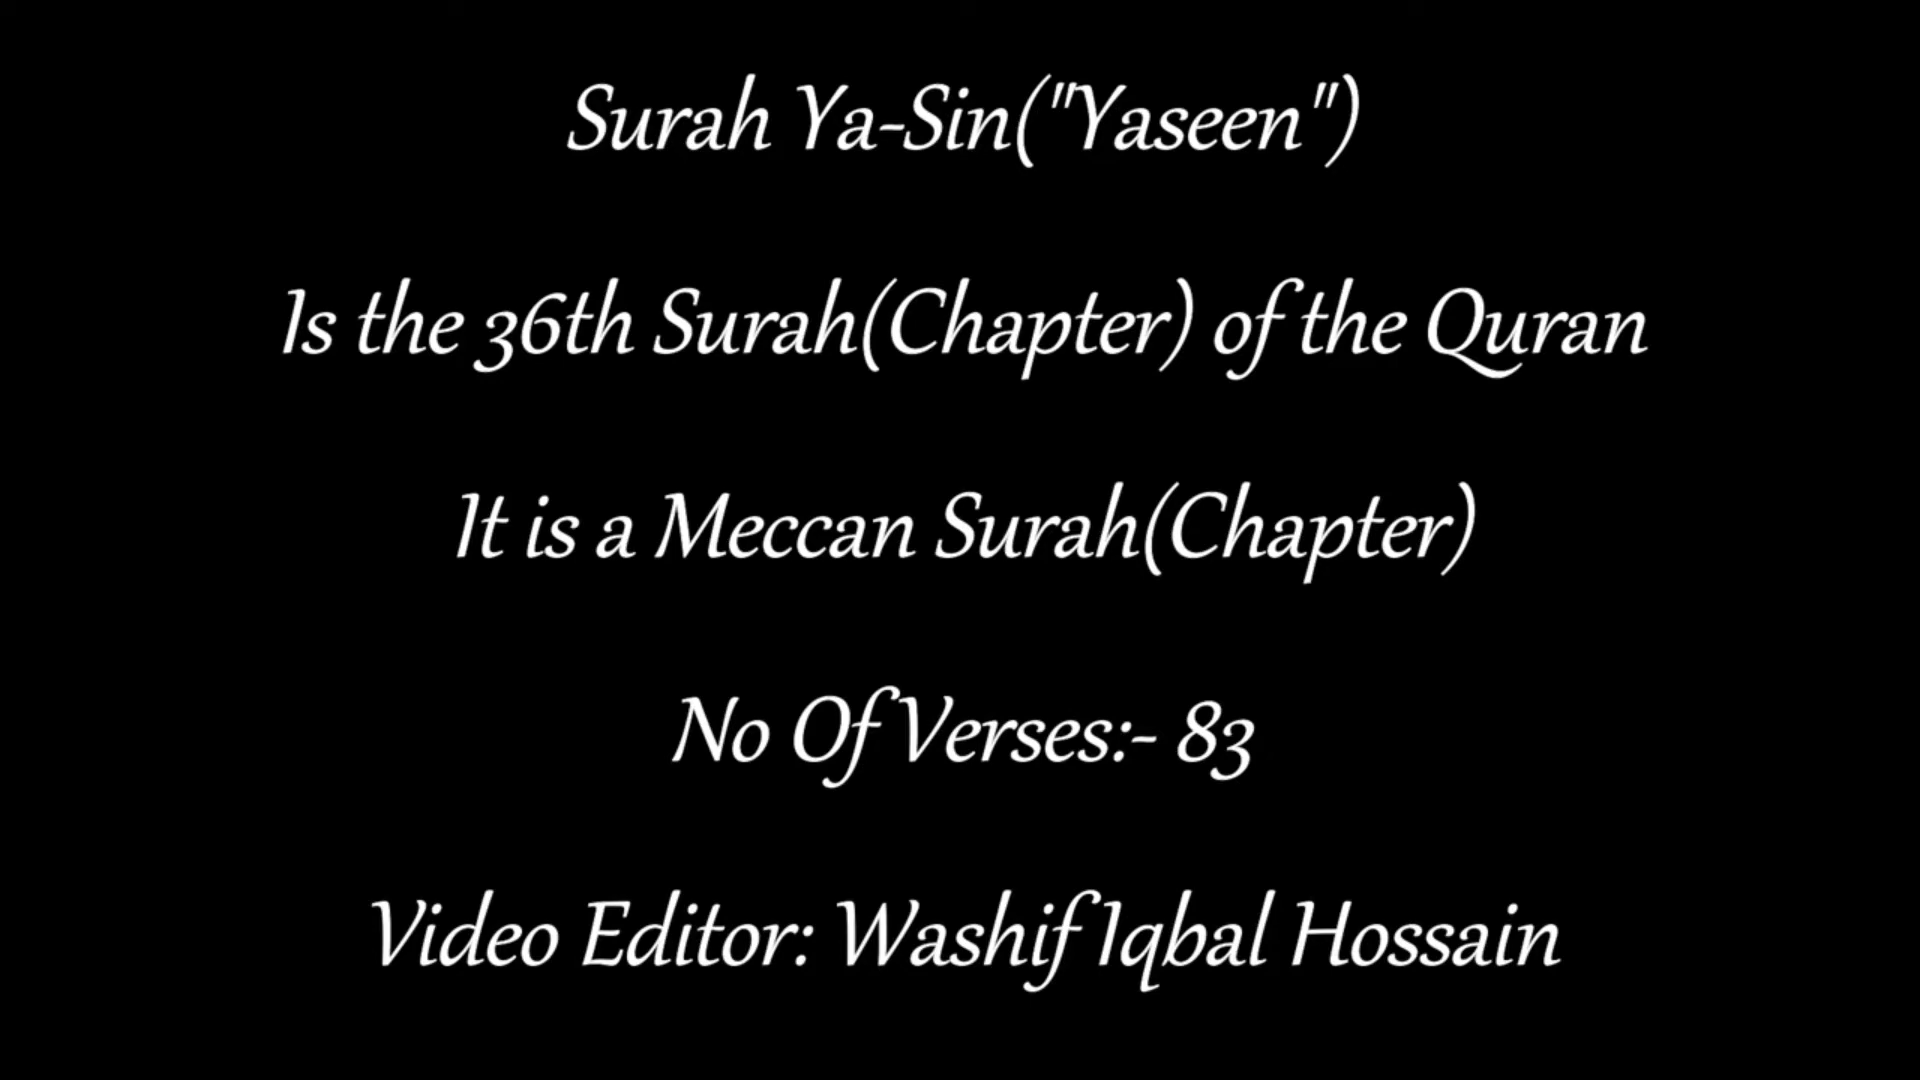 Surah Ya-Sin("Yaseen")
Is the 36th Surah(Chapter) of the Quran
It is a Meccan Surah(Chapter)
No Of Verses:- 83
Video Editor: Washif Iqbal Hossain